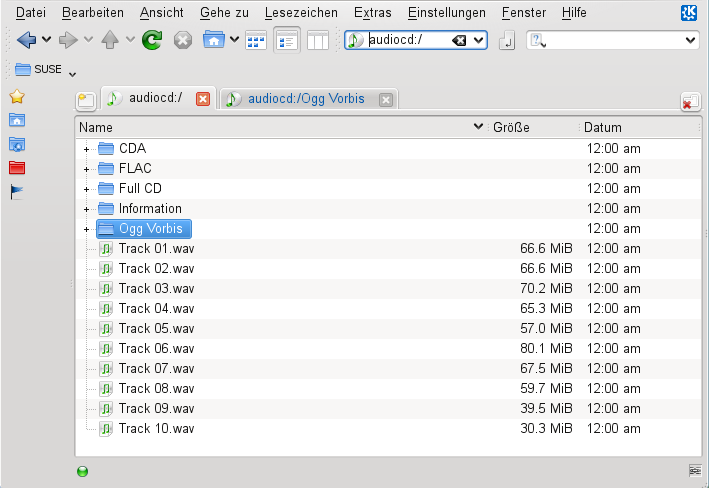 Datei Bearbeiten Ansicht Gehe zu Lesezeichen Extras Einstellungen Fenster Hilfe
audiocd:/
SUSE
audiocd:/ audiocd:/Ogg Vorbis
Name Größe Datum
CDA 12:00 am
FLAC 12:00 am
Full CD 12:00 am
Information 12:00 am
Ogg Vorbis 12:00 am
Track 01.wav 66.6 MiB 12:00 am
Track 02.wav 66.6 MiB 12:00 am
Track 03.wav 70.2 MiB 12:00 am
Track 04.wav 65.3 MiB 12:00 am
Track 05.wav 57.0 MiB 12:00 am
Track 06.wav 80.1 MiB 12:00 am
Track 07.wav 67.5 MiB 12:00 am
Track 08.wav 59.7 MiB 12:00 am
Track 09.wav 39.5 MiB 12:00 am
Track 10.wav 30.3 MiB 12:00 am